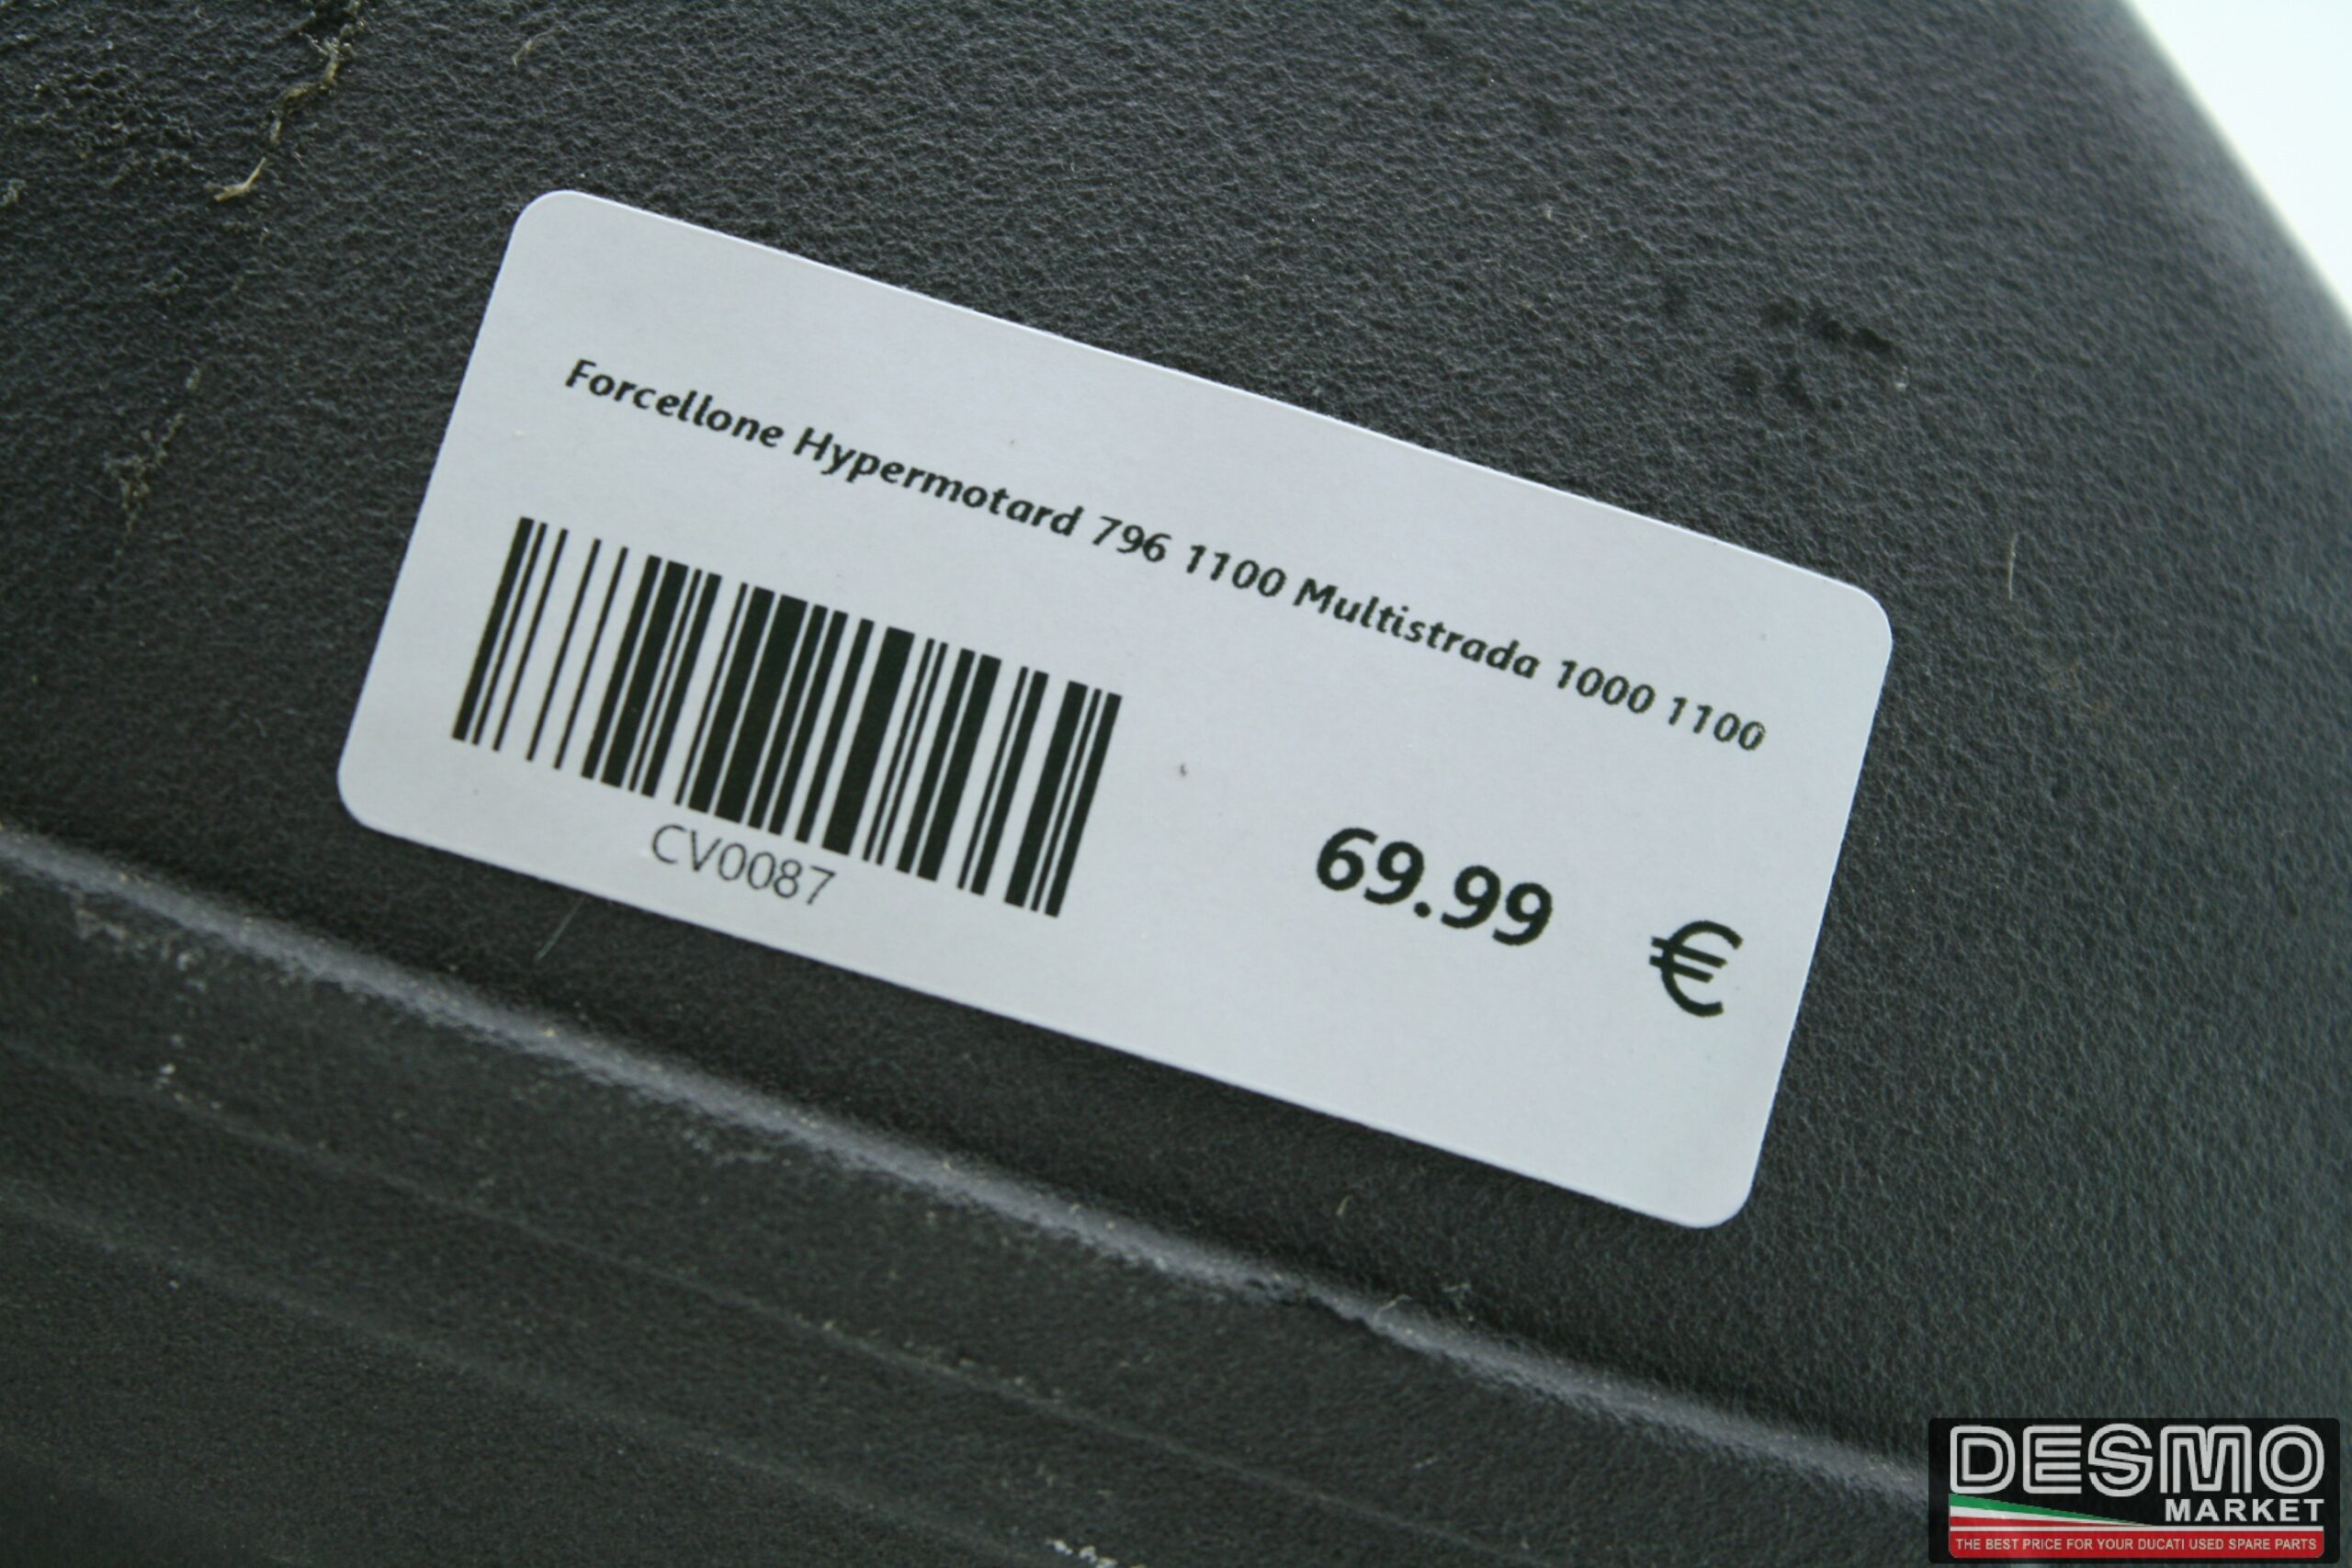 Forcellone Hypermotard 796 1100 Multistrada 1000 1100
CV0087
69.99 €
DESMO
MARKET
THE BEST PRICE FOR YOUR DUCATI USED SPARE PARTS